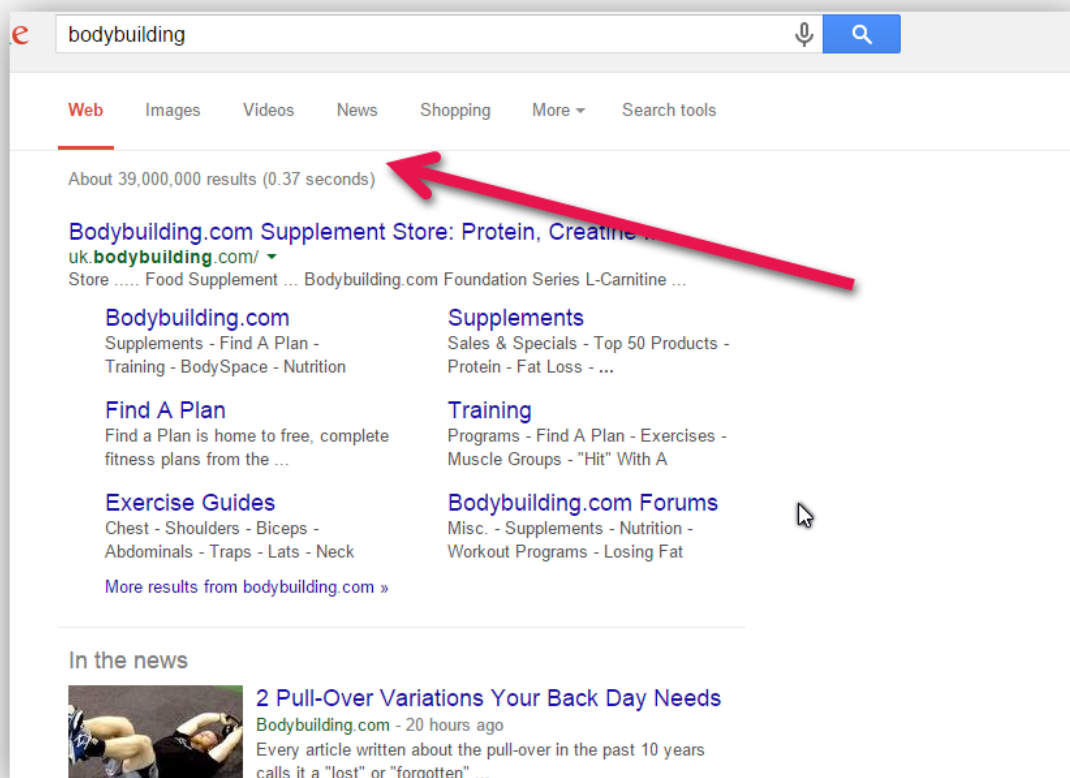 e
bodybuilding
Web Images Videos News Shopping More Search tools
About 39,000,000 results (0.37 seconds)
Bodybuilding.com Supplement Store: Protein, Creatine ...
uk.bodybuilding.com/
Store ..... Food Supplement ... Bodybuilding.com Foundation Series L-Carnitine ...
Bodybuilding.com
Supplements - Find A Plan -
Training - BodySpace - Nutrition
Supplements
Sales & Specials - Top 50 Products -
Protein - Fat Loss - ...
Find A Plan
Find a Plan is home to free, complete
fitness plans from the ...
Training
Programs - Find A Plan - Exercises -
Muscle Groups - "Hit" With A
Exercise Guides
Chest - Shoulders - Biceps -
Abdominals - Traps - Lats - Neck
Bodybuilding.com Forums
Misc. - Supplements - Nutrition -
Workout Programs - Losing Fat
More results from bodybuilding.com »
In the news
2 Pull-Over Variations Your Back Day Needs
Bodybuilding.com - 20 hours ago
Every article written about the pull-over in the past 10 years
calls it a "lost" or "forgotten" ...